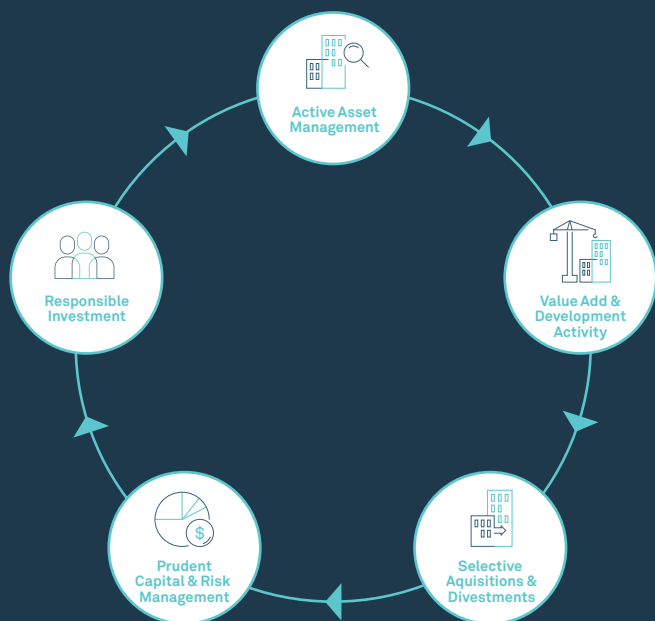 Active Asset
Management
Value Add &
Development
Activity
Selective
Aquisitions &
Divestments
Prudent
Capital & Risk
Management
$
Responsible
Investment